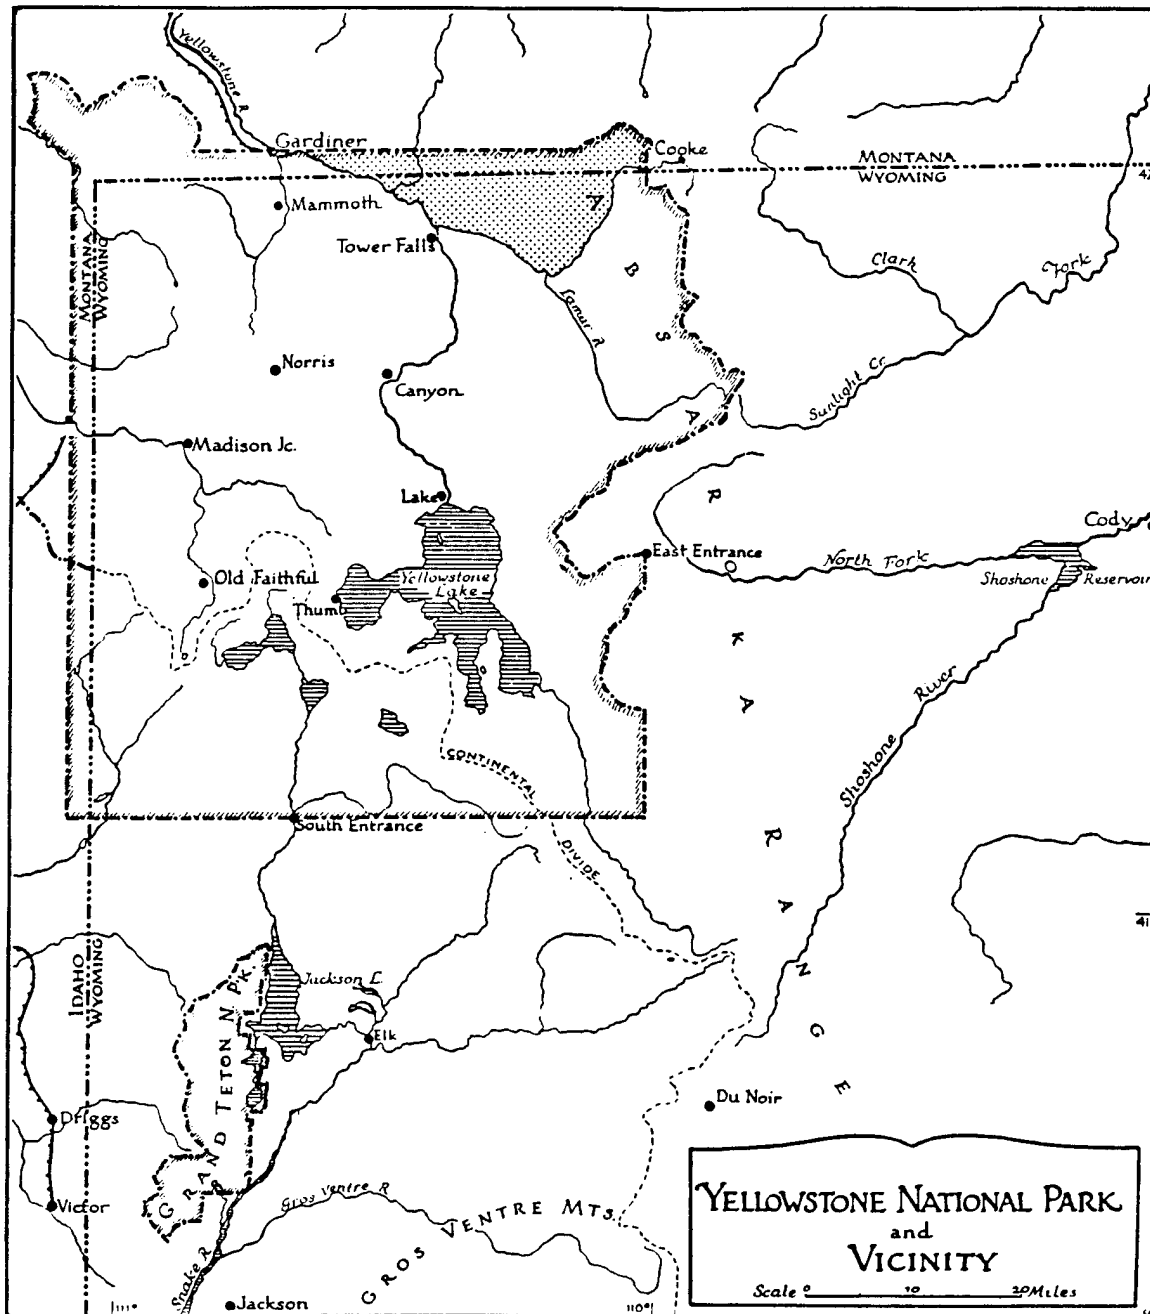 Yellowstone R.
Gardiner
Cooke
MONTANA
WYOMING
Mammoth
Tower Falls
MONTANA
WYOMING
Clark
Fork
Lamar R
Norris
Canyon
Sunlight Cr.
Madison Jc.
Lake
Cody
East Entrance
North Fork
Old Faithful
Yellowstone
Lake
Shoshone Reservoir
Thumb
ABSAROKA RANGE
CONTINENTAL
DIVIDE
Shoshone River
South Entrance
IDAHO
WYOMING
Jackson L.
GRAND TETON N PK.
Elk
Du Noir
Driggs
Victor
Gros Ventre R
GROS VENTRE MTS.
Snake R
Jackson
111°
110°
YELLOWSTONE NATIONAL PARK
and
VICINITY
Scale 0 10 20 Miles